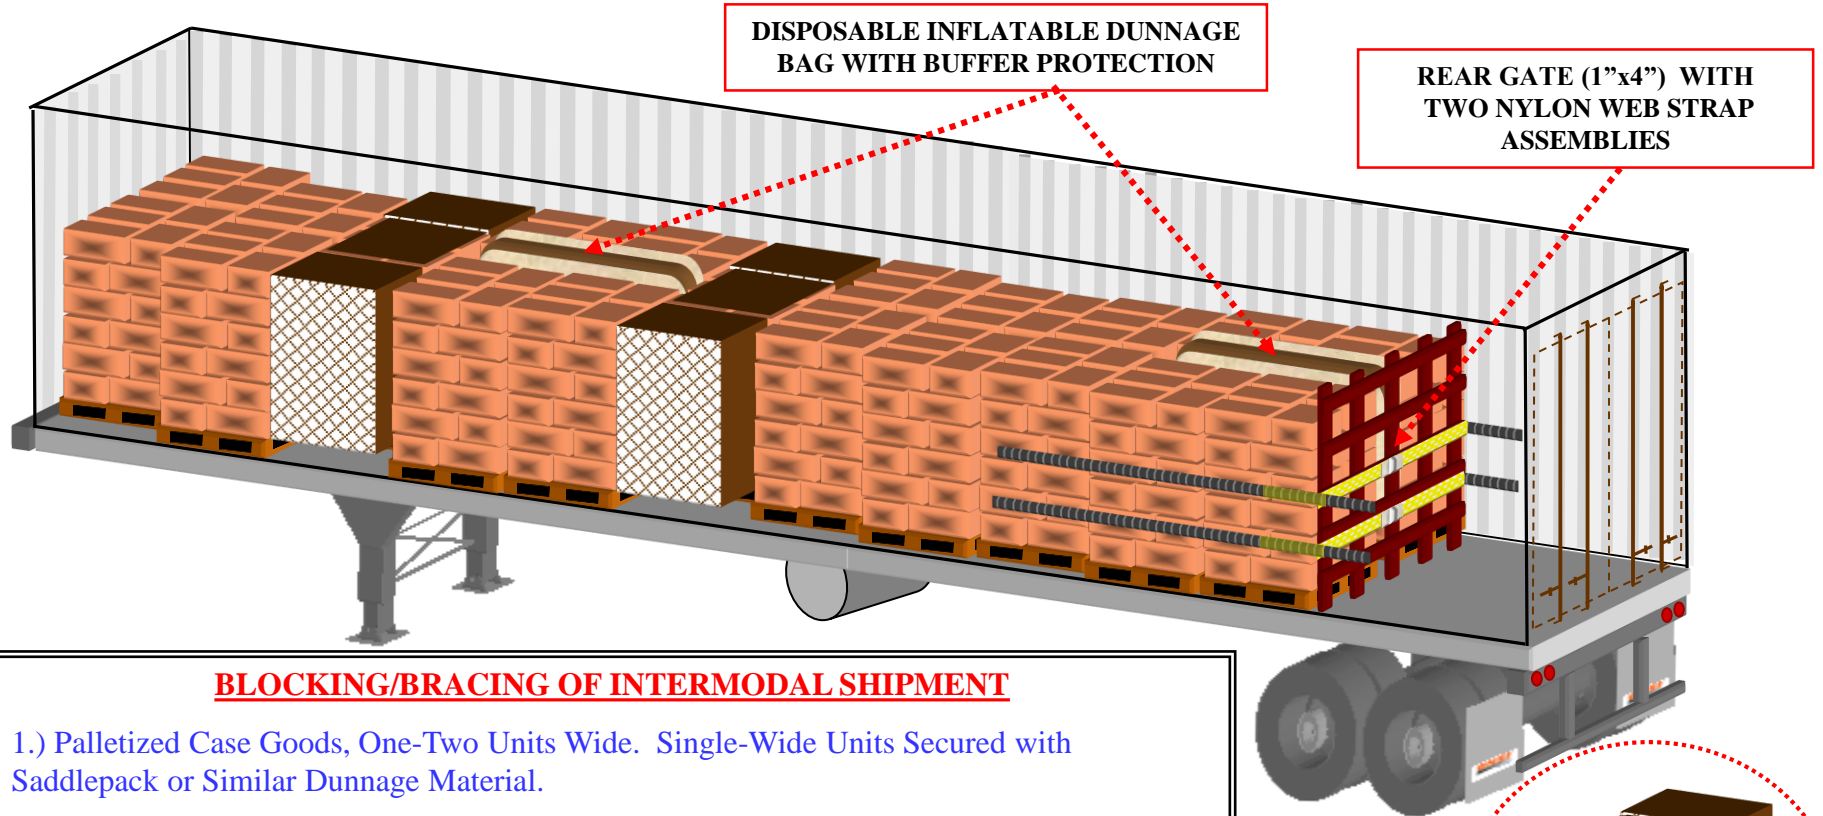 DISPOSABLE INFLATABLE DUNNAGE
BAG WITH BUFFER PROTECTION
REAR GATE (1”x4”) WITH
TWO NYLON WEB STRAP
ASSEMBLIES
BLOCKING/BRACING OF INTERMODAL SHIPMENT
1.) Palletized Case Goods, One-Two Units Wide. Single-Wide Units Secured with
Saddlepack or Similar Dunnage Material.